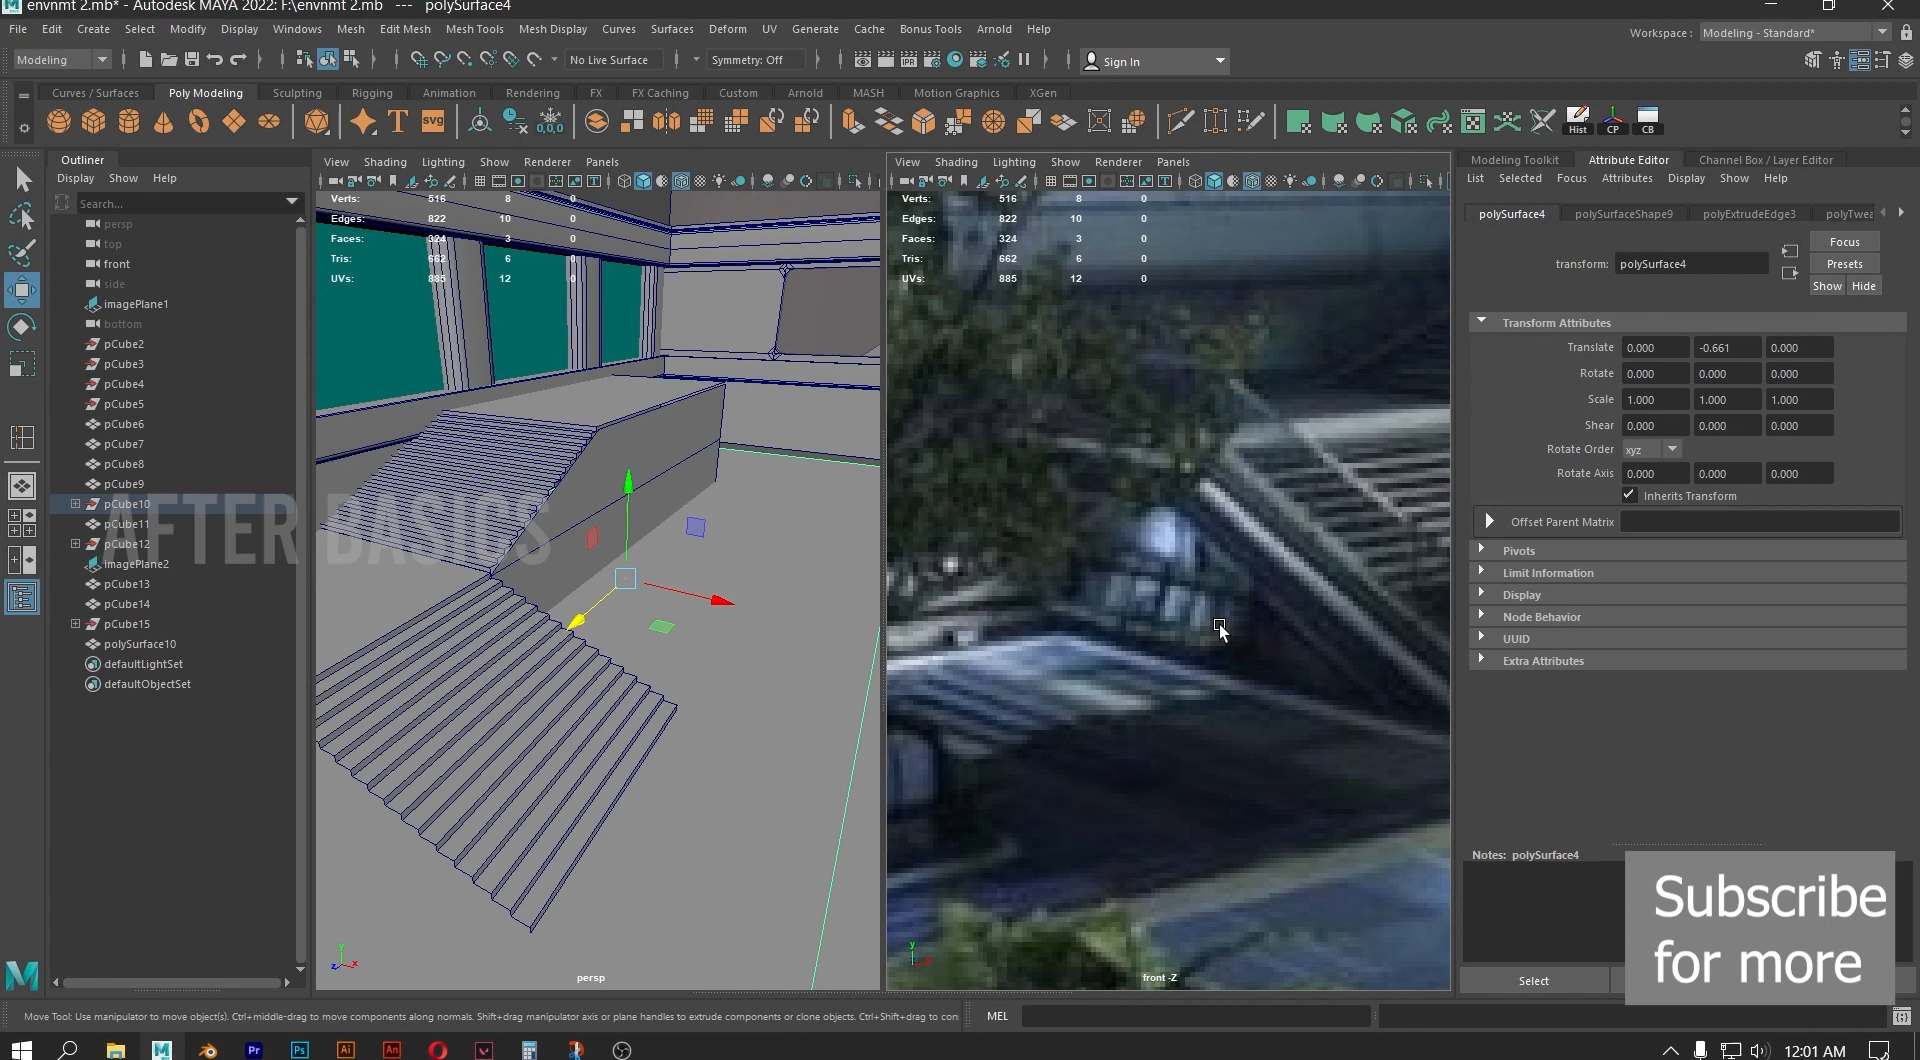 envnmt 2.mb* - Autodesk MAYA 2022: F:\envnmt 2.mb --- polySurface4
File Edit Create Select Modify Display Windows Mesh Edit Mesh Mesh Tools Mesh Display Curves Surfaces Deform UV Generate Cache Bonus Tools Arnold Help
Workspace : Modeling - Standard*
Modeling No Live Surface Symmetry: Off Sign In
Curves / Surfaces Poly Modeling Sculpting Rigging Animation Rendering FX FX Caching Custom Arnold MASH Motion Graphics XGen
T svg 0,0,0 Hist CP CB
Outliner
Display Show Help
Search...
persp
top
front
side
imagePlane1
bottom
pCube2
pCube3
pCube4
pCube5
pCube6
pCube7
pCube8
pCube9
pCube10
pCube11
pCube12
imagePlane2
pCube13
pCube14
pCube15
polySurface10
defaultLightSet
defaultObjectSet
AFTER BASICS
View Shading Lighting Show Renderer Panels
Verts: 516 8 0
Edges: 822 10 0
Faces: 324 3 0
Tris: 662 6 0
UVs: 885 12 0
y
z x
persp
View Shading Lighting Show Renderer Panels
Verts: 516 8 0
Edges: 822 10 0
Faces: 324 3 0
Tris: 662 6 0
UVs: 885 12 0
y
front -Z
Modeling Toolkit Attribute Editor Channel Box / Layer Editor
List Selected Focus Attributes Display Show Help
polySurface4 polySurfaceShape9 polyExtrudeEdge3 polyTwea
Focus
transform: polySurface4
Presets
Show Hide
Transform Attributes
Translate 0.000 -0.661 0.000
Rotate 0.000 0.000 0.000
Scale 1.000 1.000 1.000
Shear 0.000 0.000 0.000
Rotate Order xyz
Rotate Axis 0.000 0.000 0.000
Inherits Transform
Offset Parent Matrix
Pivots
Limit Information
Display
Node Behavior
UUID
Extra Attributes
Notes: polySurface4
Select
Subscribe
for more
Move Tool: Use manipulator to move object(s). Ctrl+middle-drag to move components along normals. Shift+drag manipulator axis or plane handles to extrude components or clone objects. Ctrl+Shift+drag to con
MEL
Pr Ps Ai An
12:01 AM